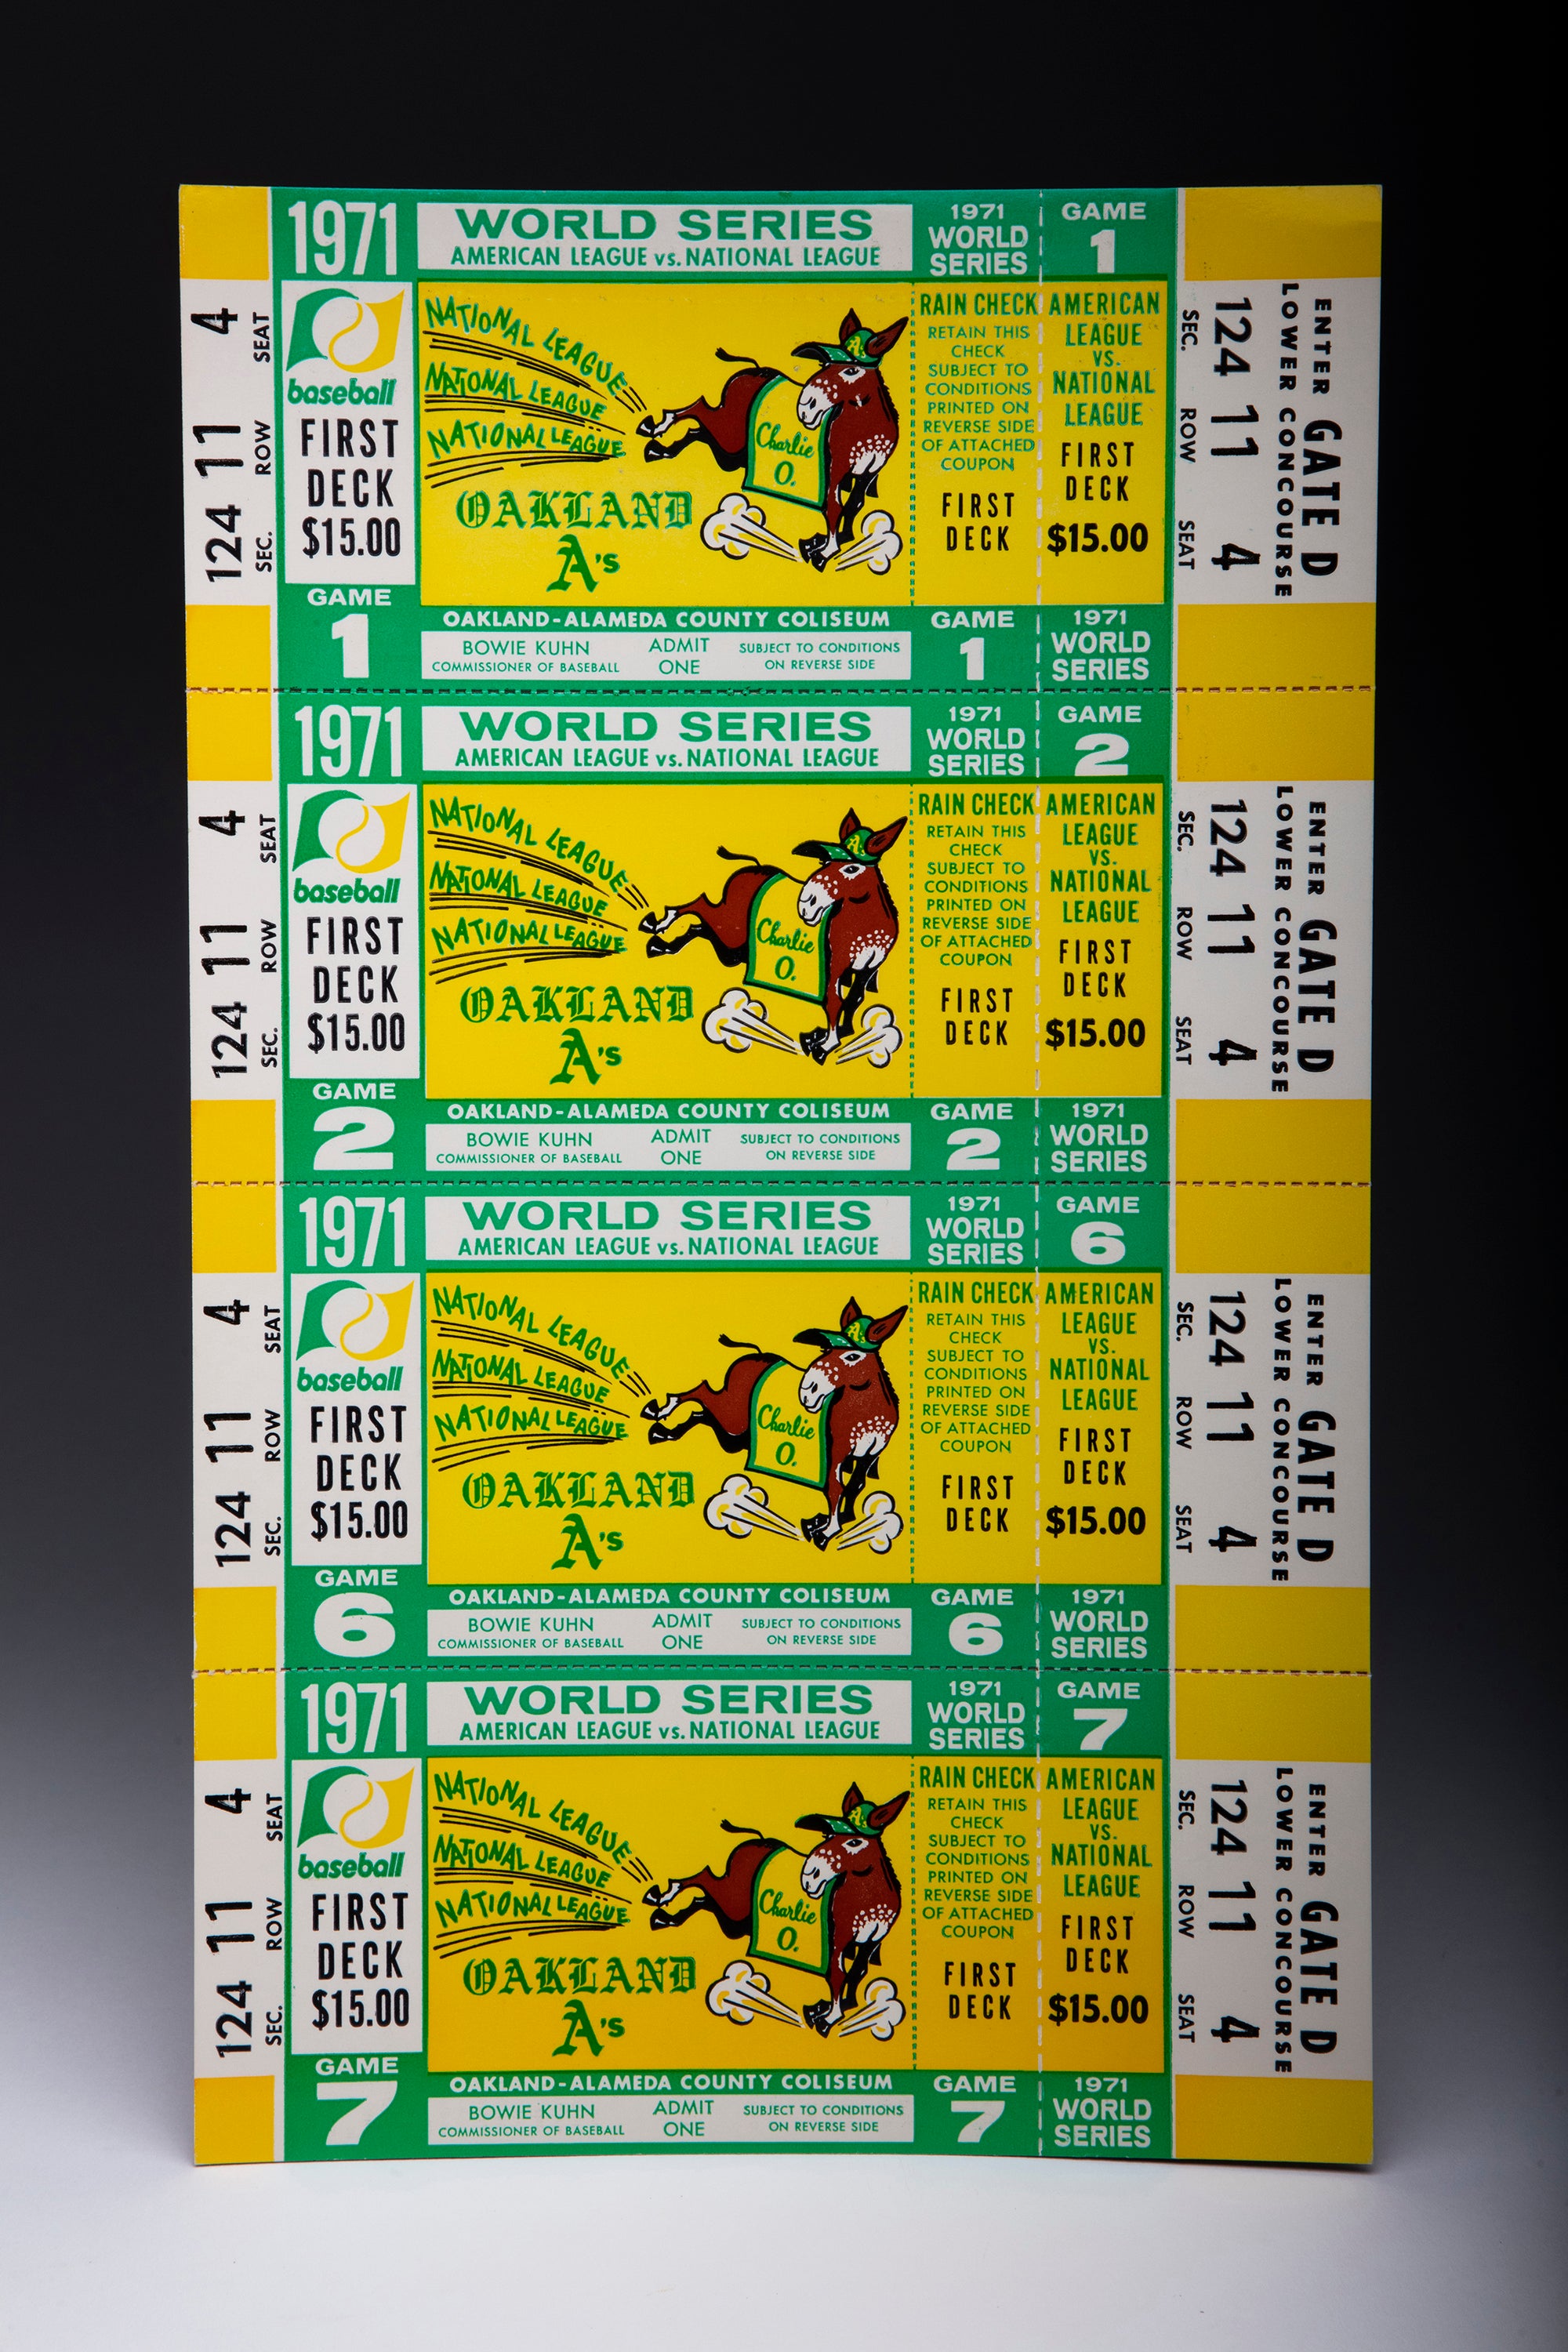 1971
WORLD SERIES
AMERICAN LEAGUE vs. NATIONAL LEAGUE
1971
WORLD
SERIES
GAME
1
124 11 4
SEC. ROW SEAT
baseball
FIRST
DECK
$15.00
GAME
1
NATIONAL LEAGUE
NATIONAL LEAGUE
NATIONAL LEAGUE
A's
Charlie
O.
OAKLAND
A's
OAKLAND-ALAMEDA COUNTY COLISEUM
BOWIE KUHN
COMMISSIONER OF BASEBALL
ADMIT
ONE
SUBJECT TO CONDITIONS
ON REVERSE SIDE
RAIN CHECK
RETAIN THIS
CHECK
SUBJECT TO
CONDITIONS
PRINTED ON
REVERSE SIDE
OF ATTACHED
COUPON
FIRST
DECK
GAME
1
AMERICAN
LEAGUE
VS.
NATIONAL
LEAGUE
FIRST
DECK
$15.00
1971
WORLD
SERIES
SEC. ROW SEAT
124 11 4
ENTER GATE D
LOWER CONCOURSE
1971
WORLD SERIES
AMERICAN LEAGUE vs. NATIONAL LEAGUE
1971
WORLD
SERIES
GAME
2
124 11 4
SEC. ROW SEAT
baseball
FIRST
DECK
$15.00
GAME
2
NATIONAL LEAGUE
NATIONAL LEAGUE
NATIONAL LEAGUE
A's
Charlie
O.
OAKLAND
A's
OAKLAND-ALAMEDA COUNTY COLISEUM
BOWIE KUHN
COMMISSIONER OF BASEBALL
ADMIT
ONE
SUBJECT TO CONDITIONS
ON REVERSE SIDE
RAIN CHECK
RETAIN THIS
CHECK
SUBJECT TO
CONDITIONS
PRINTED ON
REVERSE SIDE
OF ATTACHED
COUPON
FIRST
DECK
GAME
2
AMERICAN
LEAGUE
VS.
NATIONAL
LEAGUE
FIRST
DECK
$15.00
1971
WORLD
SERIES
SEC. ROW SEAT
124 11 4
ENTER GATE D
LOWER CONCOURSE
1971
WORLD SERIES
AMERICAN LEAGUE vs. NATIONAL LEAGUE
1971
WORLD
SERIES
GAME
6
124 11 4
SEC. ROW SEAT
baseball
FIRST
DECK
$15.00
GAME
6
NATIONAL LEAGUE
NATIONAL LEAGUE
NATIONAL LEAGUE
A's
Charlie
O.
OAKLAND
A's
OAKLAND-ALAMEDA COUNTY COLISEUM
BOWIE KUHN
COMMISSIONER OF BASEBALL
ADMIT
ONE
SUBJECT TO CONDITIONS
ON REVERSE SIDE
RAIN CHECK
RETAIN THIS
CHECK
SUBJECT TO
CONDITIONS
PRINTED ON
REVERSE SIDE
OF ATTACHED
COUPON
FIRST
DECK
GAME
6
AMERICAN
LEAGUE
VS.
NATIONAL
LEAGUE
FIRST
DECK
$15.00
1971
WORLD
SERIES
SEC. ROW SEAT
124 11 4
ENTER GATE D
LOWER CONCOURSE
1971
WORLD SERIES
AMERICAN LEAGUE vs. NATIONAL LEAGUE
1971
WORLD
SERIES
GAME
7
124 11 4
SEC. ROW SEAT
baseball
FIRST
DECK
$15.00
GAME
7
NATIONAL LEAGUE
NATIONAL LEAGUE
NATIONAL LEAGUE
A's
Charlie
O.
OAKLAND
A's
OAKLAND-ALAMEDA COUNTY COLISEUM
BOWIE KUHN
COMMISSIONER OF BASEBALL
ADMIT
ONE
SUBJECT TO CONDITIONS
ON REVERSE SIDE
RAIN CHECK
RETAIN THIS
CHECK
SUBJECT TO
CONDITIONS
PRINTED ON
REVERSE SIDE
OF ATTACHED
COUPON
FIRST
DECK
GAME
7
AMERICAN
LEAGUE
VS.
NATIONAL
LEAGUE
FIRST
DECK
$15.00
1971
WORLD
SERIES
SEC. ROW SEAT
124 11 4
ENTER GATE D
LOWER CONCOURSE